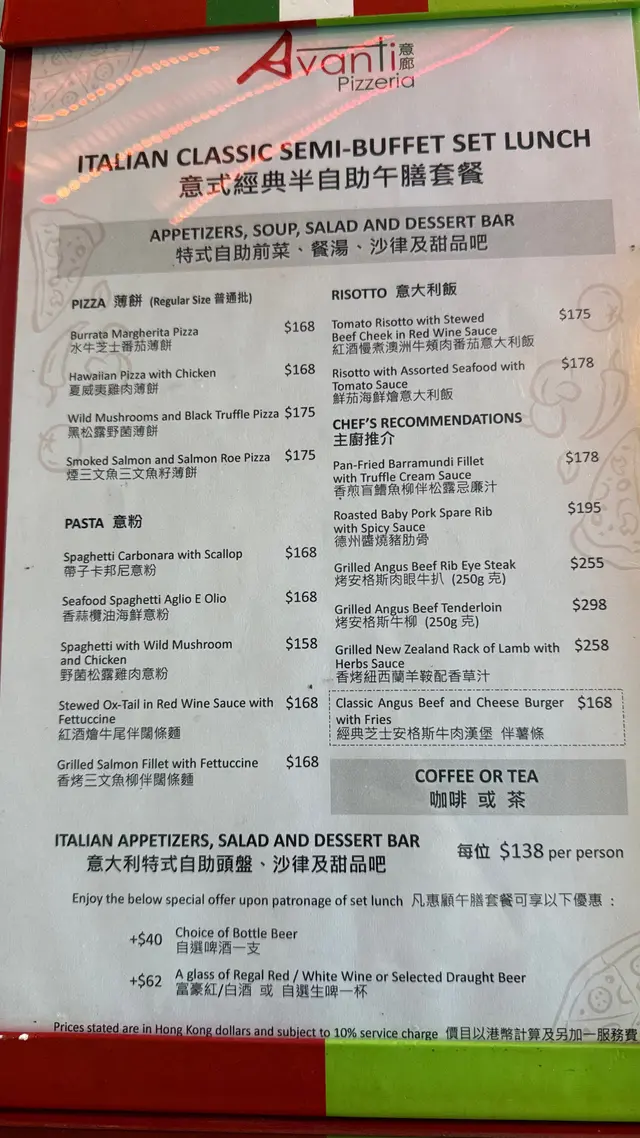 Avanti 意廊
Pizzeria
ITALIAN CLASSIC SEMI-BUFFET SET LUNCH
意式經典半自助午膳套餐
APPETIZERS, SOUP, SALAD AND DESSERT BAR
特式自助前菜、餐湯、沙律及甜品吧
PIZZA 薄餅 (Regular Size 普通批)
Burrata Margherita Pizza $168
水牛芝士番茄薄餅
Hawaiian Pizza with Chicken $168
夏威夷雞肉薄餅
Wild Mushrooms and Black Truffle Pizza $175
黑松露野菌薄餅
Smoked Salmon and Salmon Roe Pizza $175
煙三文魚三文魚籽薄餅
PASTA 意粉
Spaghetti Carbonara with Scallop $168
帶子卡邦尼意粉
Seafood Spaghetti Aglio E Olio $168
香蒜欖油海鮮意粉
Spaghetti with Wild Mushroom $158
and Chicken
野菌松露雞肉意粉
Stewed Ox-Tail in Red Wine Sauce with $168
Fettuccine
紅酒燴牛尾伴闊條麵
Grilled Salmon Fillet with Fettuccine $168
香烤三文魚柳伴闊條麵
RISOTTO 意大利飯
Tomato Risotto with Stewed $175
Beef Cheek in Red Wine Sauce
紅酒慢煮澳洲牛頰肉番茄意大利飯
Risotto with Assorted Seafood with $178
Tomato Sauce
鮮茄海鮮燴意大利飯
CHEF'S RECOMMENDATIONS
主廚推介
Pan-Fried Barramundi Fillet $178
with Truffle Cream Sauce
香煎盲鰽魚柳伴松露忌廉汁
Roasted Baby Pork Spare Rib $195
with Spicy Sauce
德州醬燒豬肋骨
Grilled Angus Beef Rib Eye Steak $255
烤安格斯肉眼牛扒 (250g 克)
Grilled Angus Beef Tenderloin $298
烤安格斯牛柳 (250g 克)
Grilled New Zealand Rack of Lamb with $258
Herbs Sauce
香烤紐西蘭羊鞍配香草汁
Classic Angus Beef and Cheese Burger $168
with Fries
經典芝士安格斯牛肉漢堡 伴薯條
COFFEE OR TEA
咖啡 或 茶
ITALIAN APPETIZERS, SALAD AND DESSERT BAR
意大利特式自助頭盤、沙律及甜品吧
每位 $138 per person
Enjoy the below special offer upon patronage of set lunch 凡惠顧午膳套餐可享以下優惠 :
+$40 Choice of Bottle Beer
自選啤酒一支
+$62 A glass of Regal Red / White Wine or Selected Draught Beer
富豪紅/白酒 或 自選生啤一杯
Prices stated are in Hong Kong dollars and subject to 10% service charge 價目以港幣計算及另加一服務費